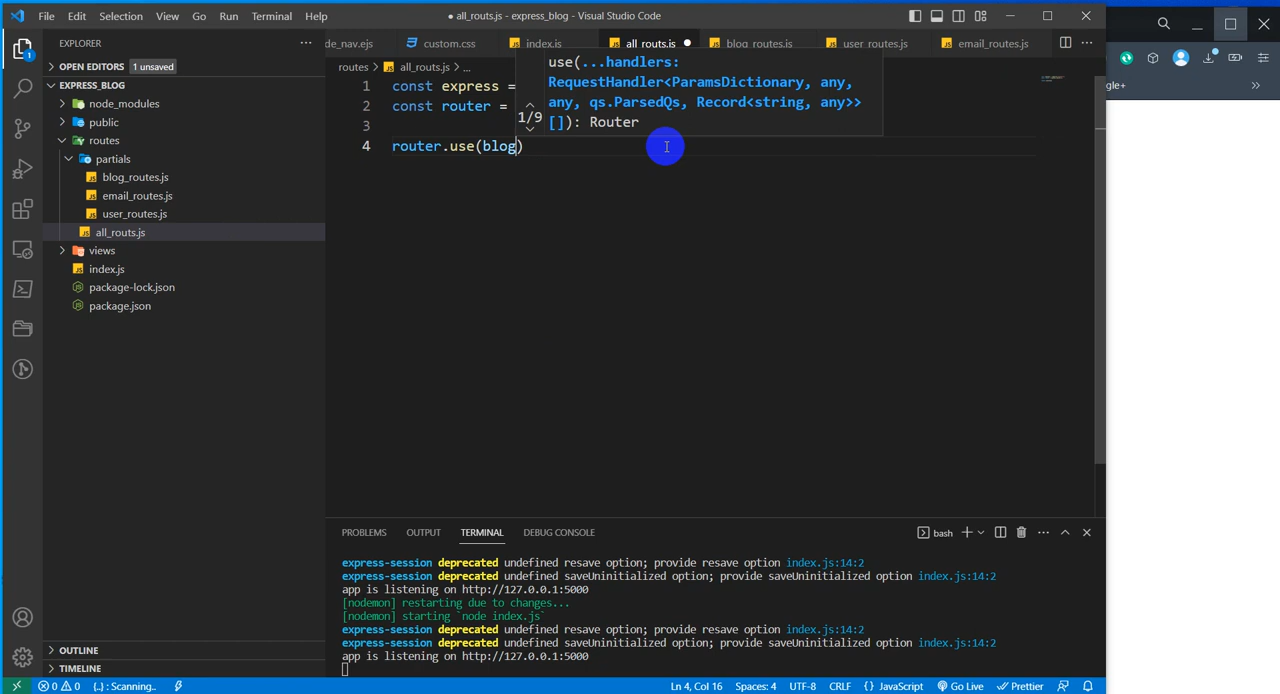 File Edit Selection View Go Run Terminal Help
● all_routs.js - express_blog - Visual Studio Code
EXPLORER
de_nav.ejs custom.css index.js all_routs.js blog_routes.js user_routes.js email_routes.js
OPEN EDITORS 1 unsaved
EXPRESS_BLOG
node_modules
public
routes
partials
blog_routes.js
email_routes.js
user_routes.js
all_routs.js
views
index.js
package-lock.json
package.json
OUTLINE
TIMELINE
routes > all_routs.js > ...
1 const express =
2 const router =
3
4 router.use(blog)
1/9
use(...handlers:
RequestHandler<ParamsDictionary, any,
any, qs.ParsedQs, Record<string, any>>
[]): Router
gle+
PROBLEMS OUTPUT TERMINAL DEBUG CONSOLE
bash
express-session deprecated undefined resave option; provide resave option index.js:14:2
express-session deprecated undefined saveUninitialized option; provide saveUninitialized option index.js:14:2
app is listening on http://127.0.0.1:5000
[nodemon] restarting due to changes...
[nodemon] starting `node index.js`
express-session deprecated undefined resave option; provide resave option index.js:14:2
express-session deprecated undefined saveUninitialized option; provide saveUninitialized option index.js:14:2
app is listening on http://127.0.0.1:5000
0 0 {..} : Scanning.. Ln 4, Col 16 Spaces: 4 UTF-8 CRLF {} JavaScript Go Live Prettier